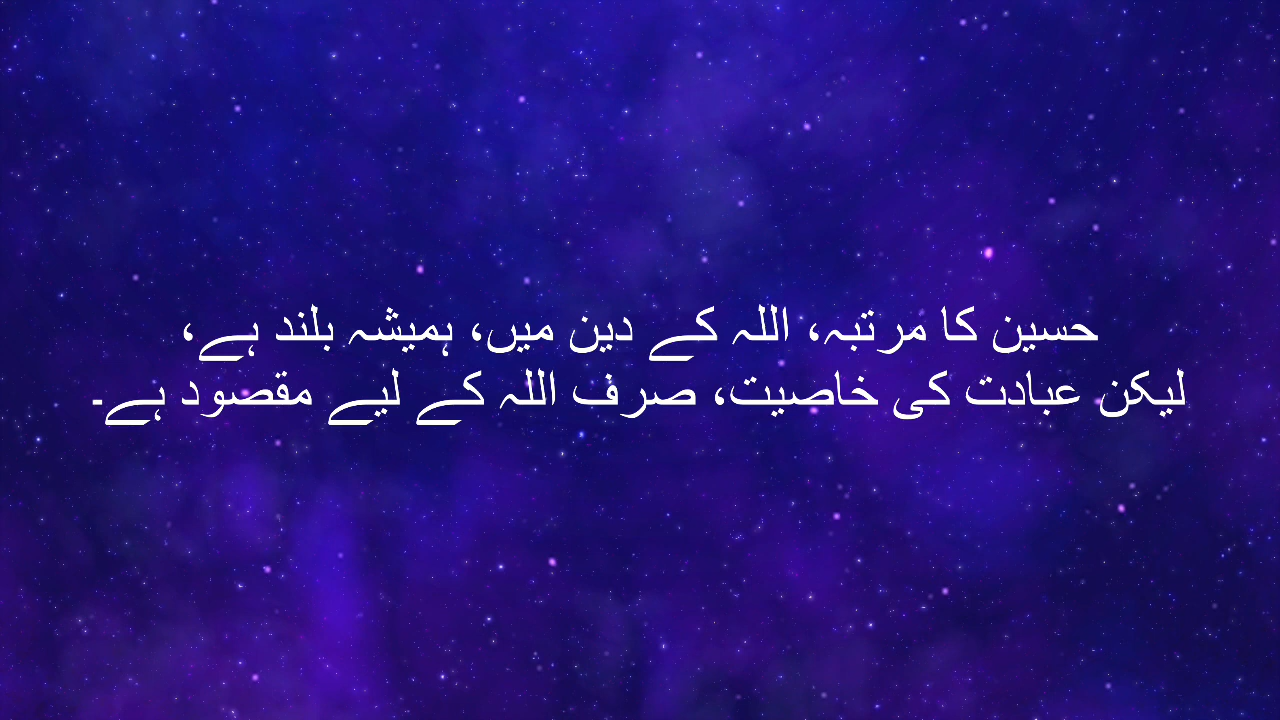 حسین کا مرتبہ، اللہ کے دین میں، ہمیشہ بلند ہے،
لیکن عبادت کی خاصیت، صرف اللہ کے لیے مقصود ہے۔